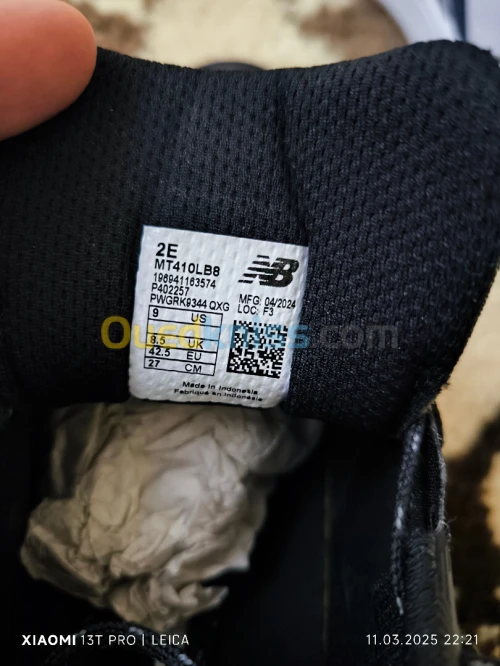 2E
MT410LB8
196941163574
P402257
PWGRK9344 QXG
NB
MFG: 04/2024
LOC: F3
9 US
8.5 UK
42.5 EU
27 CM
Made in Indonesia
Fabriqué en Indonésie
Ouedkniss.com
XIAOMI 13T PRO | LEICA
11.03.2025 22:21